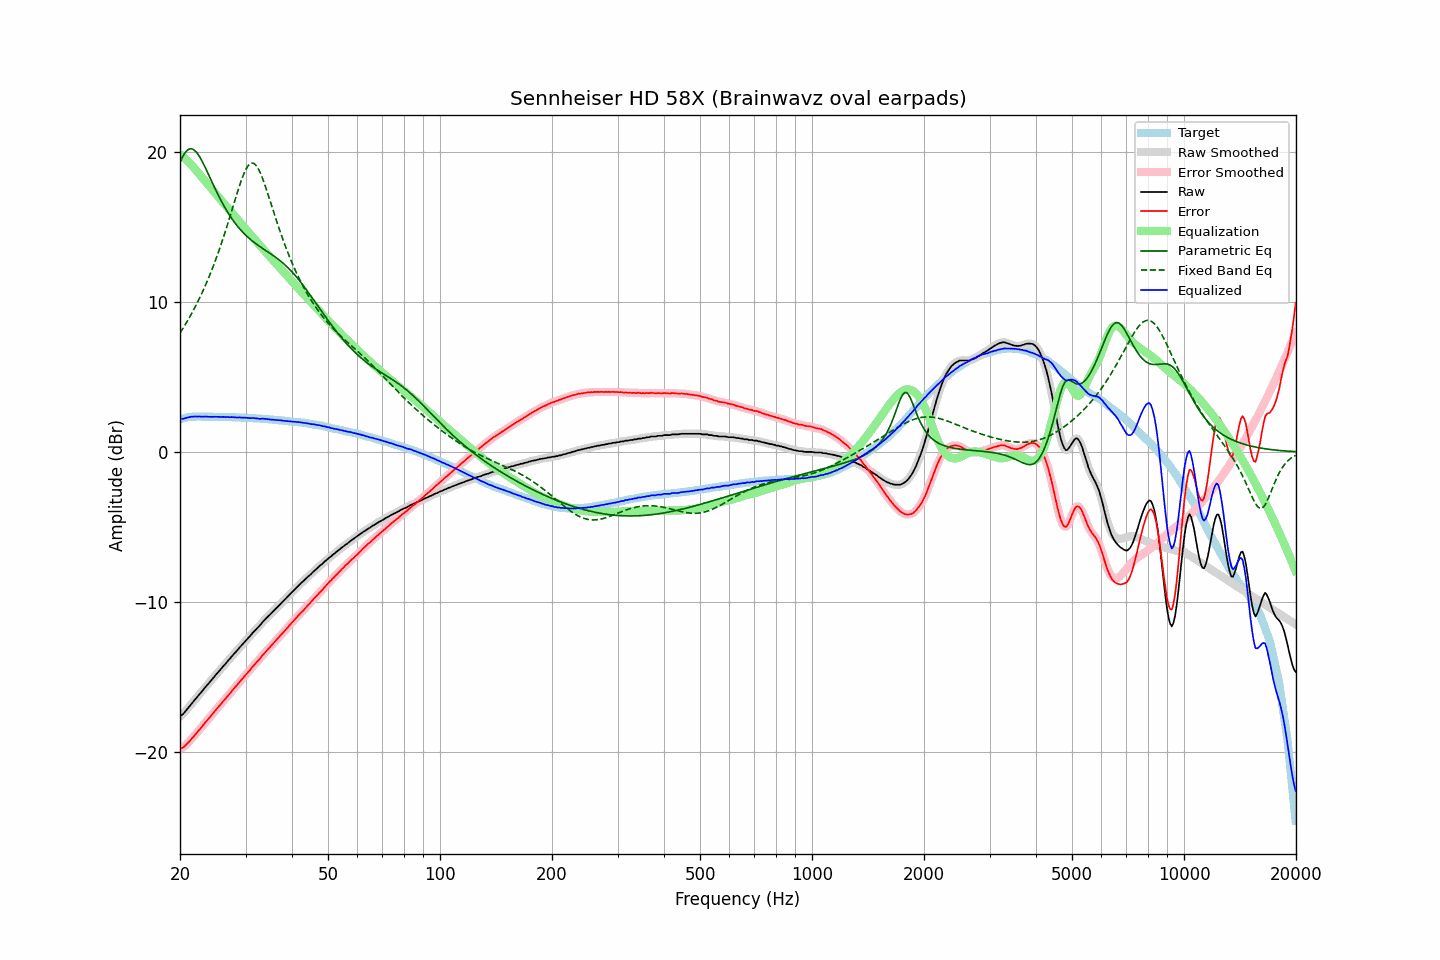 Sennheiser HD 58X (Brainwavz oval earpads)
Target
Raw Smoothed
Error Smoothed
Raw
Error
Equalization
Parametric Eq
Fixed Band Eq
Equalized
20
10
0
−10
−20
Amplitude (dBr)
20 50 100 200 500 1000 2000 5000 10000 20000
Frequency (Hz)